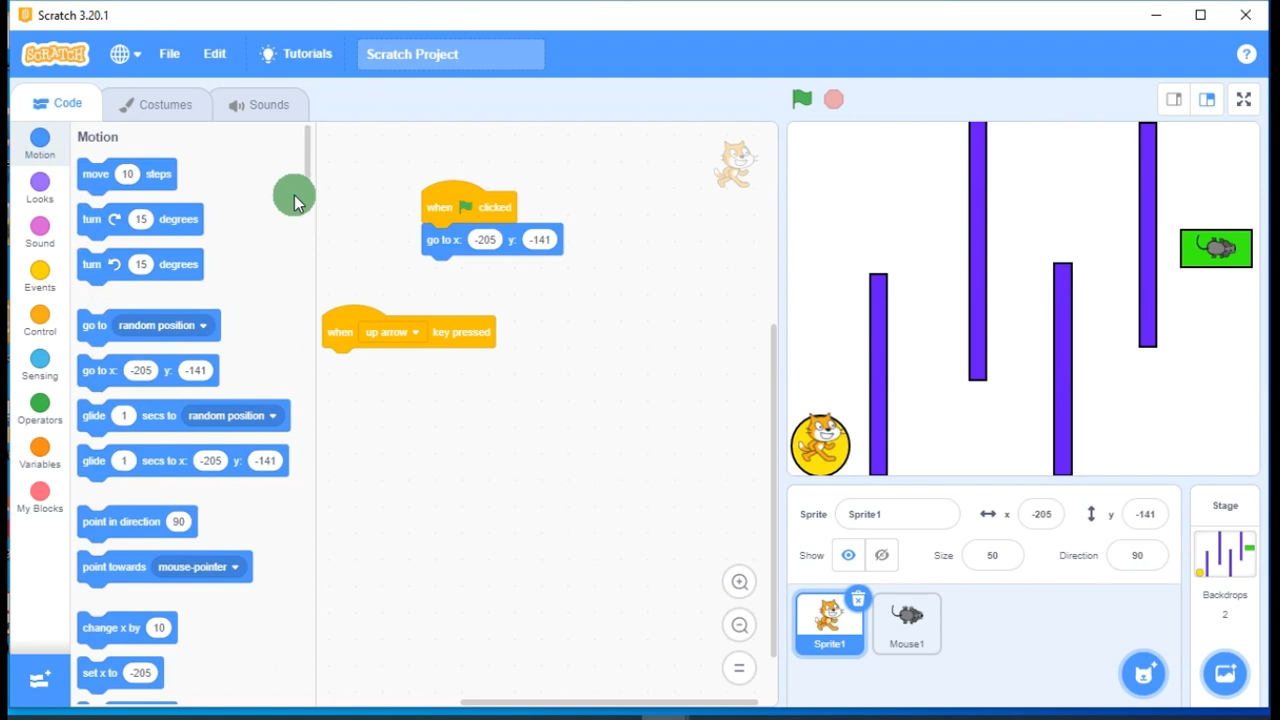 Scratch 3.20.1
SCRATCH File Edit Tutorials Scratch Project ?
Code Costumes Sounds
Motion
Looks
Sound
Events
Control
Sensing
Operators
Variables
My Blocks
Motion
move 10 steps
turn 15 degrees
turn 15 degrees
go to random position
go to x: -205 y: -141
glide 1 secs to random position
glide 1 secs to x: -205 y: -141
point in direction 90
point towards mouse-pointer
change x by 10
set x to -205
when clicked
go to x: -205 y: -141
when up arrow key pressed
Sprite Sprite1 x -205 y -141
Show Size 50 Direction 90
Sprite1
Mouse1
Stage
Backdrops
2